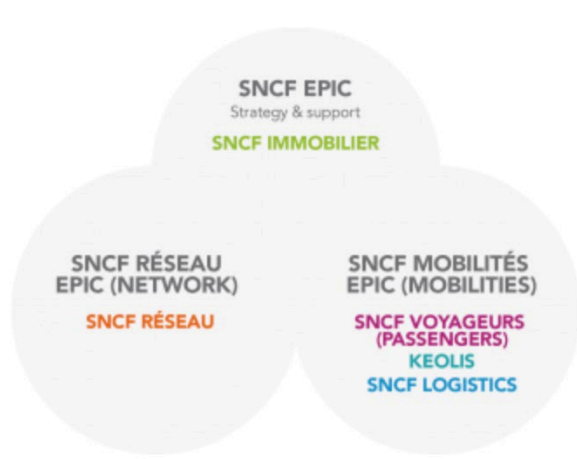 SNCF EPIC
Strategy & support
SNCF IMMOBILIER
SNCF RÉSEAU
EPIC (NETWORK)
SNCF RÉSEAU
SNCF MOBILITÉS
EPIC (MOBILITIES)
SNCF VOYAGEURS
(PASSENGERS)
KEOLIS
SNCF LOGISTICS